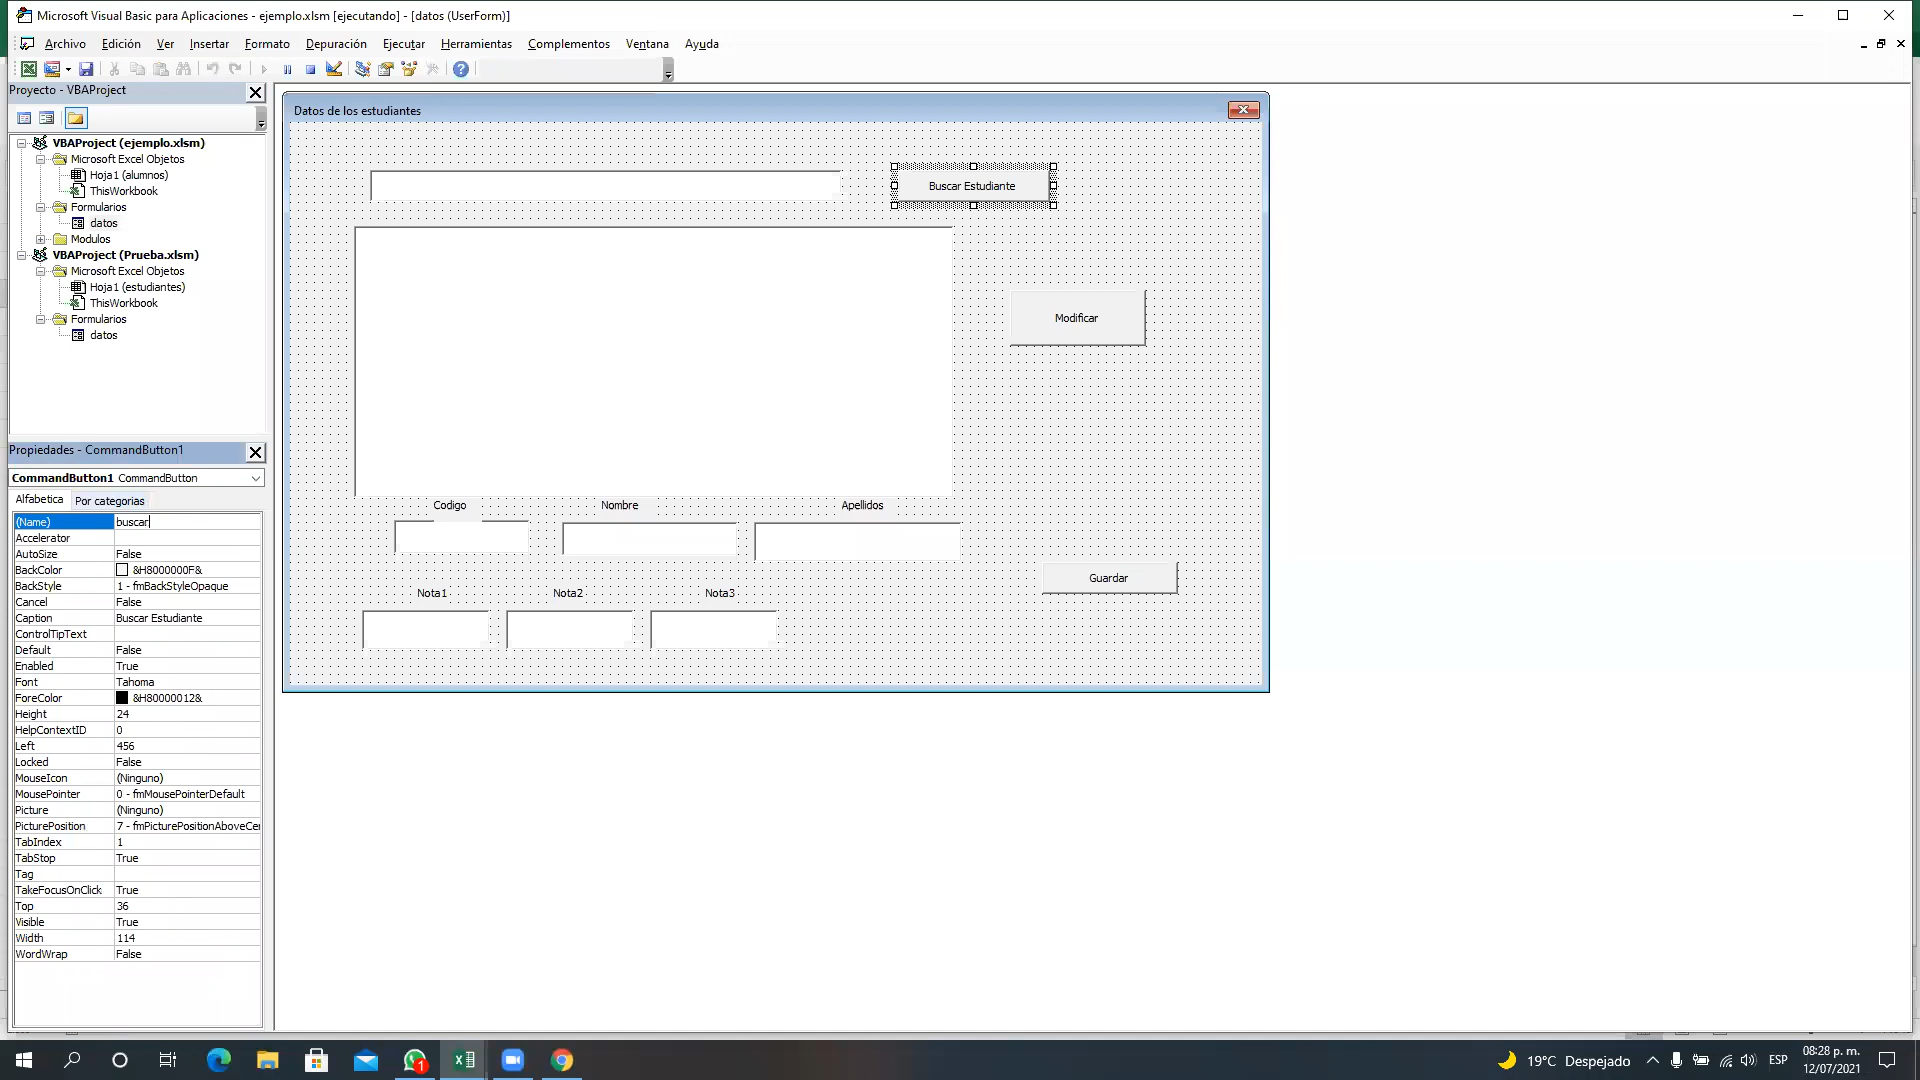 Microsoft Visual Basic para Aplicaciones - ejemplo.xlsm [ejecutando] - [datos (UserForm)]
Archivo Edición Ver Insertar Formato Depuración Ejecutar Herramientas Complementos Ventana Ayuda
Proyecto - VBAProject
VBAProject (ejemplo.xlsm)
Microsoft Excel Objetos
Hoja1 (alumnos)
ThisWorkbook
Formularios
datos
Modulos
VBAProject (Prueba.xlsm)
Microsoft Excel Objetos
Hoja1 (estudiantes)
ThisWorkbook
Formularios
datos
Propiedades - CommandButton1
CommandButton1 CommandButton
Alfabetica Por categorias
(Name) buscar
Accelerator
AutoSize False
BackColor &H8000000F&
BackStyle 1 - fmBackStyleOpaque
Cancel False
Caption Buscar Estudiante
ControlTipText
Default False
Enabled True
Font Tahoma
ForeColor &H80000012&
Height 24
HelpContextID 0
Left 456
Locked False
MouseIcon (Ninguno)
MousePointer 0 - fmMousePointerDefault
Picture (Ninguno)
PicturePosition 7 - fmPicturePositionAboveCer
TabIndex 1
TabStop True
Tag
TakeFocusOnClick True
Top 36
Visible True
Width 114
WordWrap False
Datos de los estudiantes
Buscar Estudiante
Modificar
Codigo Nombre Apellidos
Guardar
Nota1 Nota2 Nota3
1
19°C Despejado
ESP
08:28 p. m.
12/07/2021